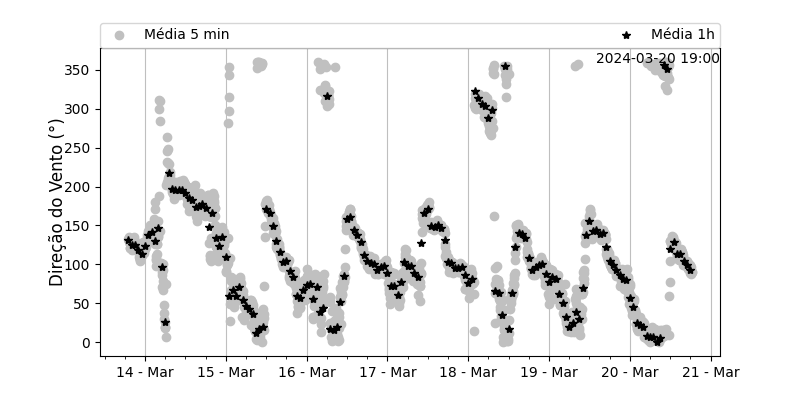 Média 5 min
Média 1h
2024-03-20 19:00
Direção do Vento (°)
350
300
250
200
150
100
50
0
14 - Mar
15 - Mar
16 - Mar
17 - Mar
18 - Mar
19 - Mar
20 - Mar
21 - Mar